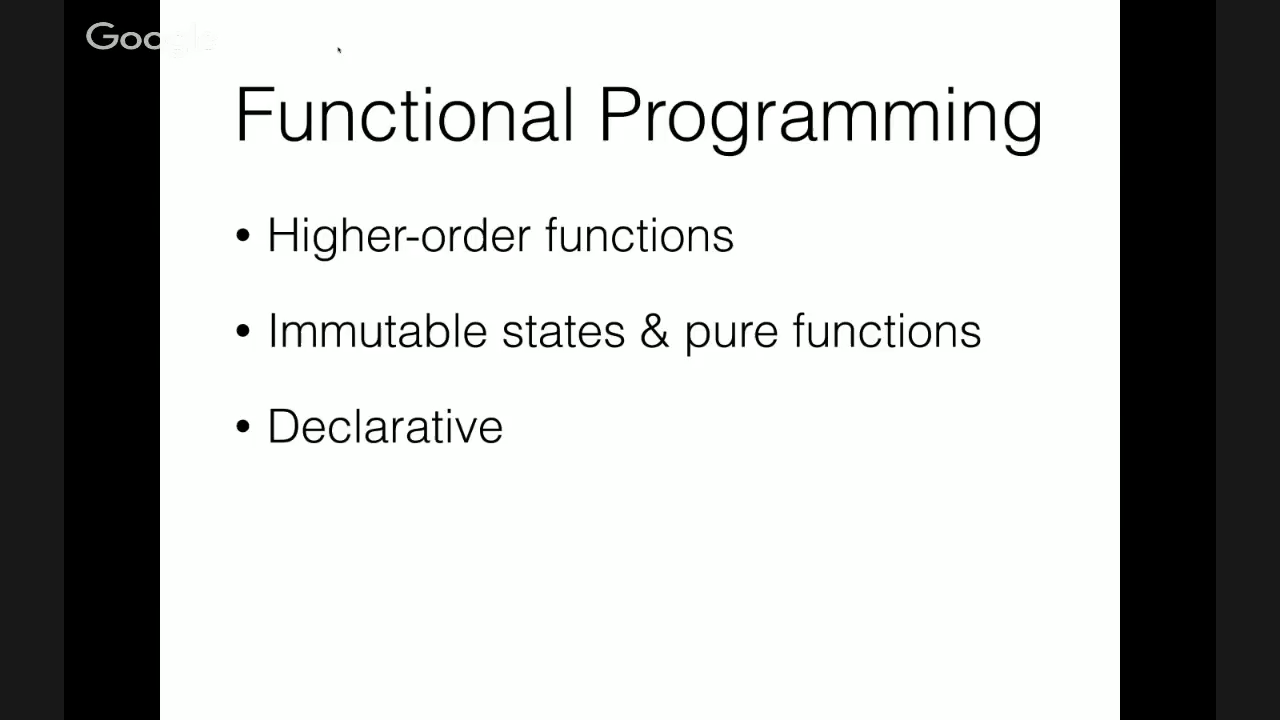 Google
Functional Programming
• Higher-order functions
• Immutable states & pure functions
• Declarative